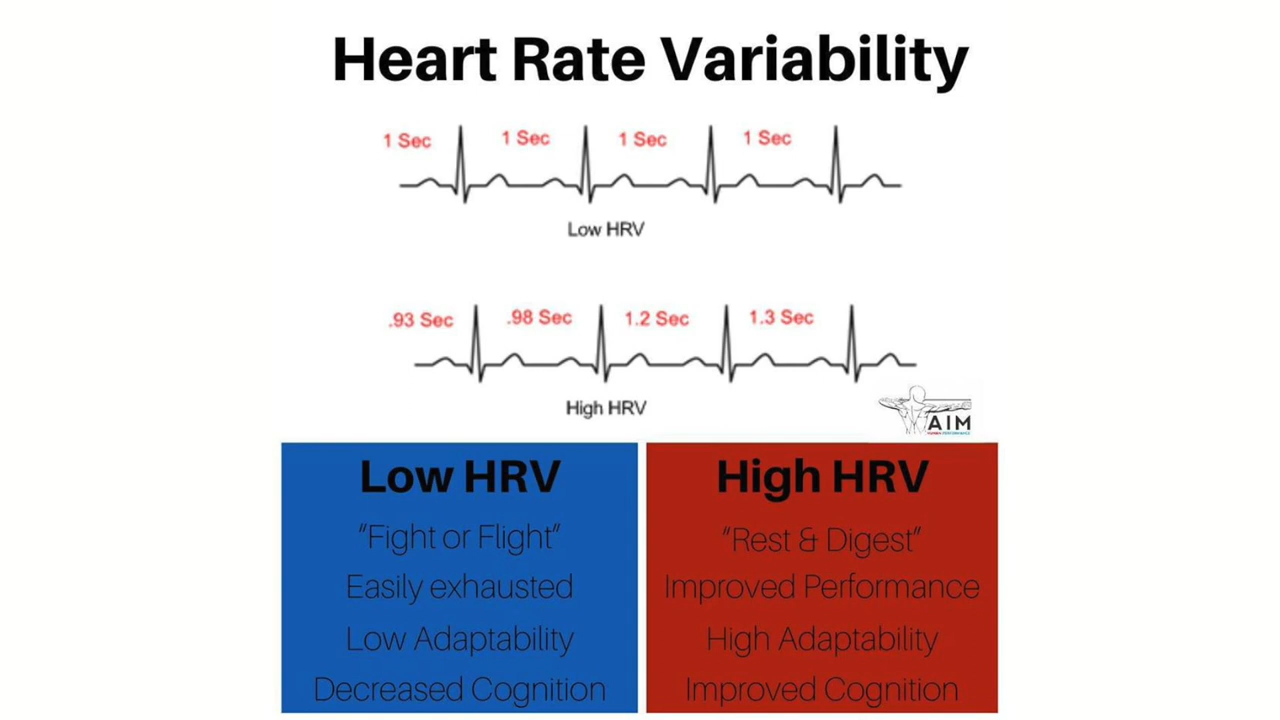 Heart Rate Variability
1 Sec 1 Sec 1 Sec 1 Sec
Low HRV
.93 Sec .98 Sec 1.2 Sec 1.3 Sec
High HRV
AIM
HUMAN PERFORMANCE
Low HRV
"Fight or Flight"
Easily exhausted
Low Adaptability
Decreased Cognition
High HRV
"Rest & Digest"
Improved Performance
High Adaptability
Improved Cognition